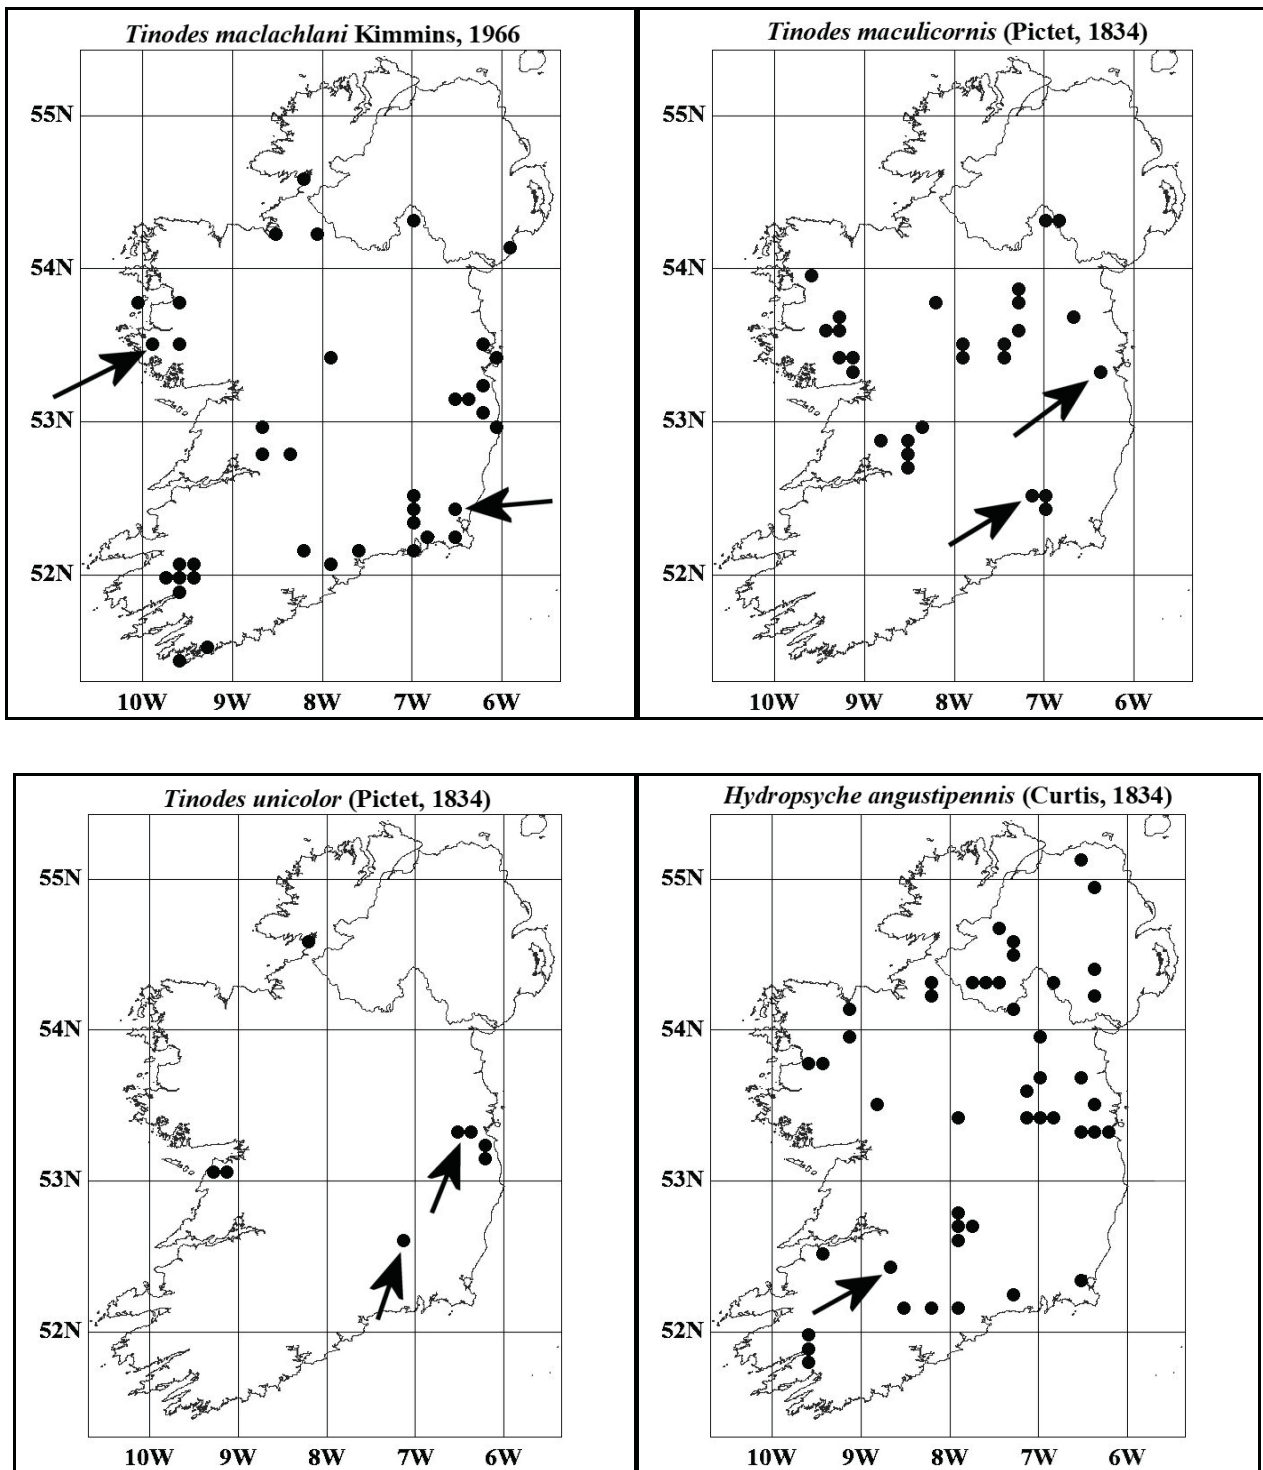 Tinodes maclachlani Kimmins, 1966
55N
54N
53N
52N
10W 9W 8W 7W 6W
Tinodes maculicornis (Pictet, 1834)
55N
54N
53N
52N
10W 9W 8W 7W 6W
Tinodes unicolor (Pictet, 1834)
55N
54N
53N
52N
10W 9W 8W 7W 6W
Hydropsyche angustipennis (Curtis, 1834)
55N
54N
53N
52N
10W 9W 8W 7W 6W